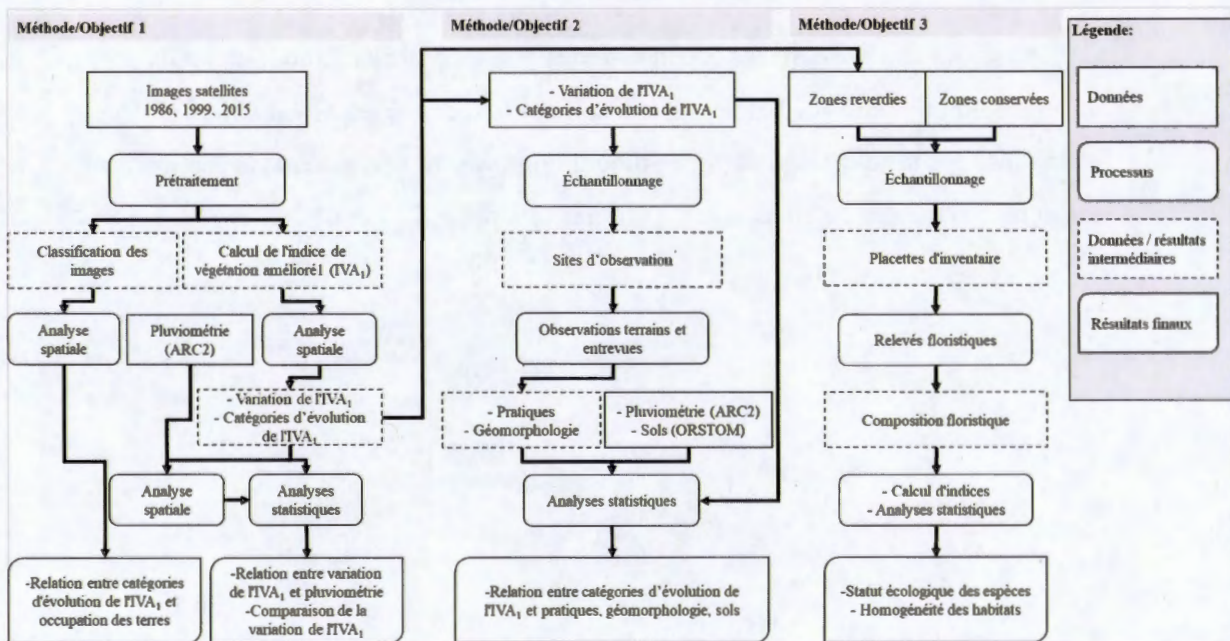 Méthode/Objectif 1
Images satellites
1986, 1999, 2015
Prétraitement
Classification des
images
Calcul de l'indice de
végétation amélioré1 (IVA₁)
Analyse
spatiale
Pluviométrie
(ARC2)
Analyse
spatiale
- Variation de l'IVA₁
- Catégories d'évolution
de l'IVA₁
Analyse
spatiale
Analyses
statistiques
-Relation entre catégories
d'évolution de l'IVA₁ et
occupation des terres
-Relation entre variation
de l'IVA₁ et pluviométrie
-Comparaison de la
variation de l'IVA₁
Méthode/Objectif 2
- Variation de l'IVA₁
- Catégories d'évolution de l'IVA₁
Échantillonnage
Sites d'observation
Observations terrains et
entrevues
- Pratiques
- Géomorphologie
- Pluviométrie (ARC2)
- Sols (ORSTOM)
Analyses statistiques
-Relation entre catégories d'évolution de
l'IVA₁ et pratiques, géomorphologie, sols
Méthode/Objectif 3
Zones reverdies
Zones conservées
Échantillonnage
Placettes d'inventaire
Relevés floristiques
Composition floristique
- Calcul d'indices
- Analyses statistiques
-Statut écologique des espèces
- Homogénéité des habitats
Légende:
Données
Processus
Données / résultats
intermédiaires
Résultats finaux